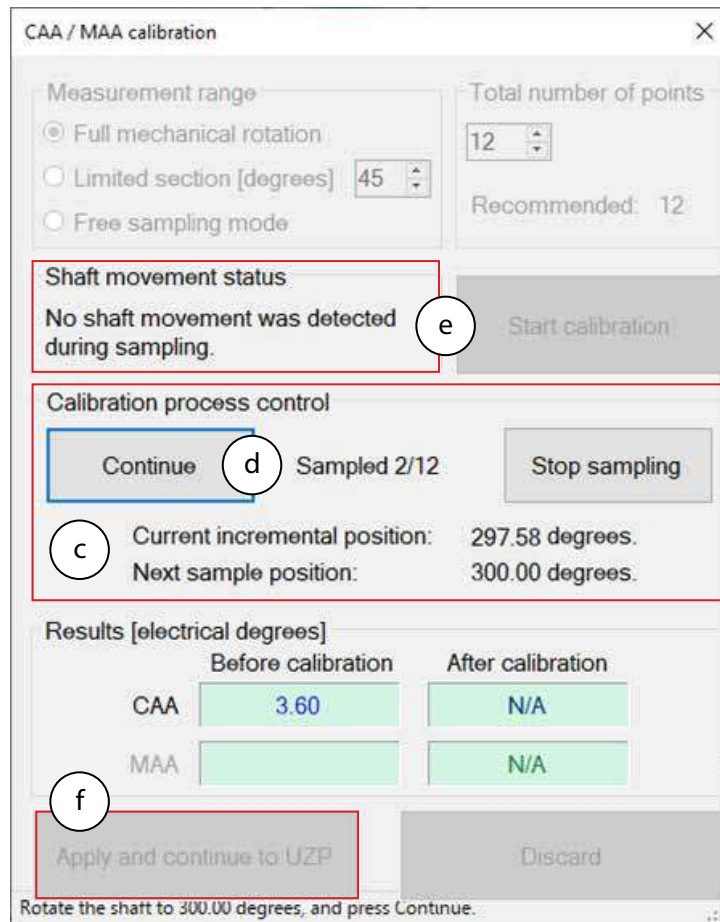 CAA / MAA calibration
Measurement range
Total number of points
Full mechanical rotation
12
Limited section [degrees] 45
Recommended: 12
Free sampling mode
Shaft movement status
No shaft movement was detected
during sampling.
e
Start calibration
Calibration process control
Continue d Sampled 2/12 Stop sampling
c
Current incremental position: 297.58 degrees.
Next sample position: 300.00 degrees.
Results [electrical degrees]
Before calibration After calibration
CAA 3.60 N/A
MAA N/A
f
Apply and continue to UZP Discard
Rotate the shaft to 300.00 degrees, and press Continue.